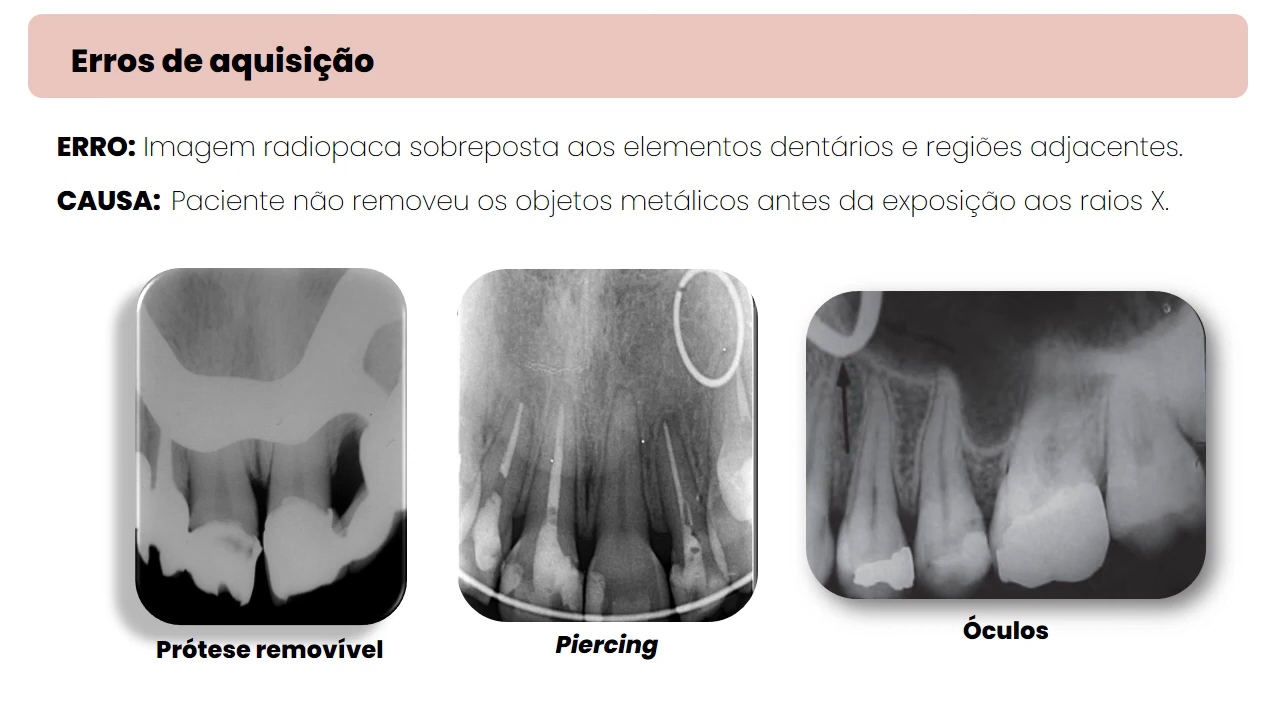 Erros de aquisição
ERRO: Imagem radiopaca sobreposta aos elementos dentários e regiões adjacentes.
CAUSA: Paciente não removeu os objetos metálicos antes da exposição aos raios X.
Prótese removível
Piercing
Óculos